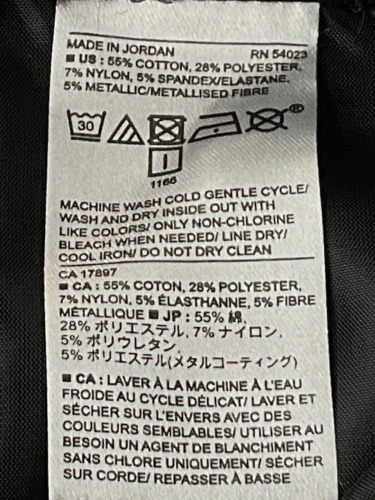 MADE IN JORDAN RN 54023
■ US : 55% COTTON, 28% POLYESTER,
7% NYLON, 5% SPANDEX/ELASTANE,
5% METALLIC/METALLISED FIBRE
30
®
1166
MACHINE WASH COLD GENTLE CYCLE/
WASH AND DRY INSIDE OUT WITH
LIKE COLORS/ ONLY NON-CHLORINE
BLEACH WHEN NEEDED/ LINE DRY/
COOL IRON/ DO NOT DRY CLEAN
CA 17897
■ CA : 55% COTON, 28% POLYESTER,
7% NYLON, 5% ÉLASTHANNE, 5% FIBRE
MÉTALLIQUE ■ JP : 55% 綿,
28% ポリエステル, 7% ナイロン,
5% ポリウレタン,
5% ポリエステル(メタルコーティング)
■ CA : LAVER À LA MACHINE À L'EAU
FROIDE AU CYCLE DÉLICAT/ LAVER ET
SÉCHER SUR L'ENVERS AVEC DES
COULEURS SEMBLABLES/ UTILISER AU
BESOIN UN AGENT DE BLANCHIMENT
SANS CHLORE UNIQUEMENT/ SÉCHER
SUR CORDE/ REPASSER À BASSE